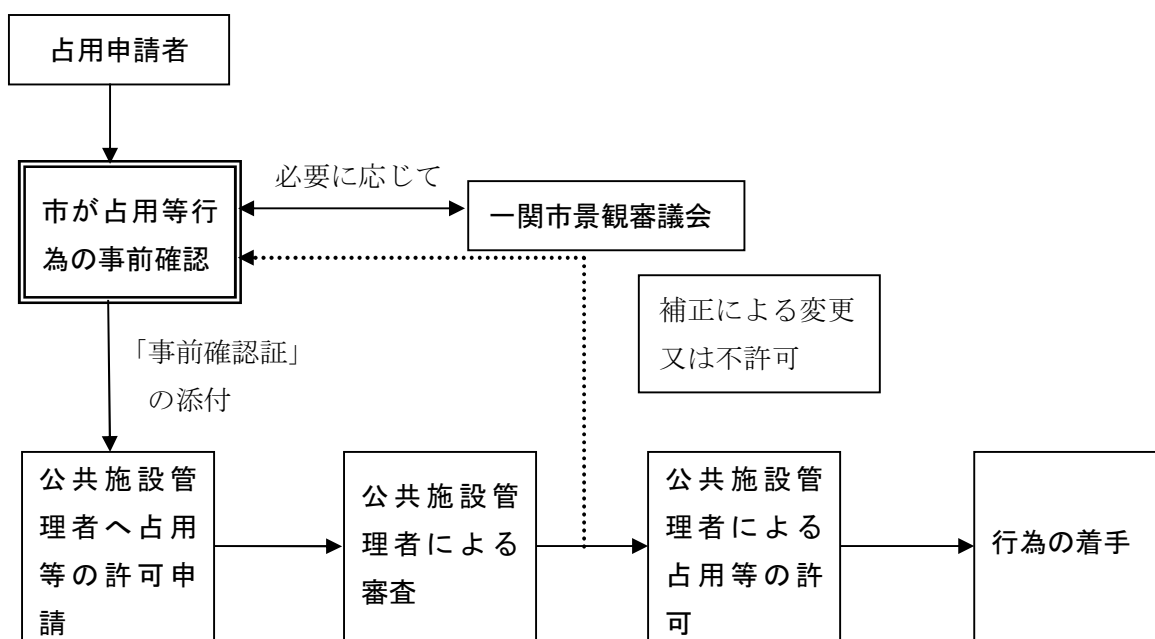 占用申請者
必要に応じて
市が占用等行
為の事前確認
一関市景観審議会
補正による変更
又は不許可
「事前確認証」
の添付
公共施設管
理者へ占用
等の許可申
請
公共施設管
理者による
審査
公共施設管
理者による
占用等の許
可
行為の着手